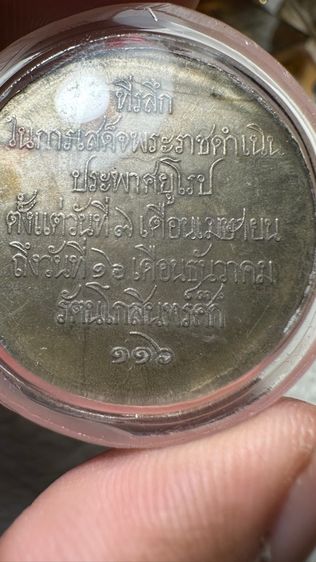 ที่รลึก
ในการเสด็จพระราชดำเนิน
ประพาศยุโรป
ตั้งแต่วันที่ ๗ เดือนเมษายน
ถึงวันที่ ๑๖ เดือนธันวาคม
รัตนโกสินทร์ศก
๑๑๖